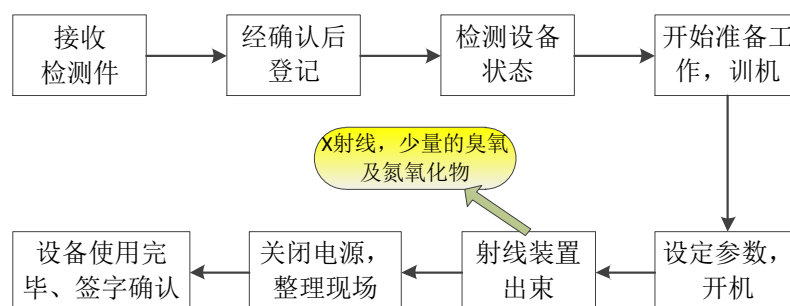 接收
检测件
经确认后
登记
检测设备
状态
开始准备工
作，训机
X射线，少量的臭氧
及氮氧化物
设定参数，
开机
射线装置
出束
关闭电源，
整理现场
设备使用完
毕、签字确认